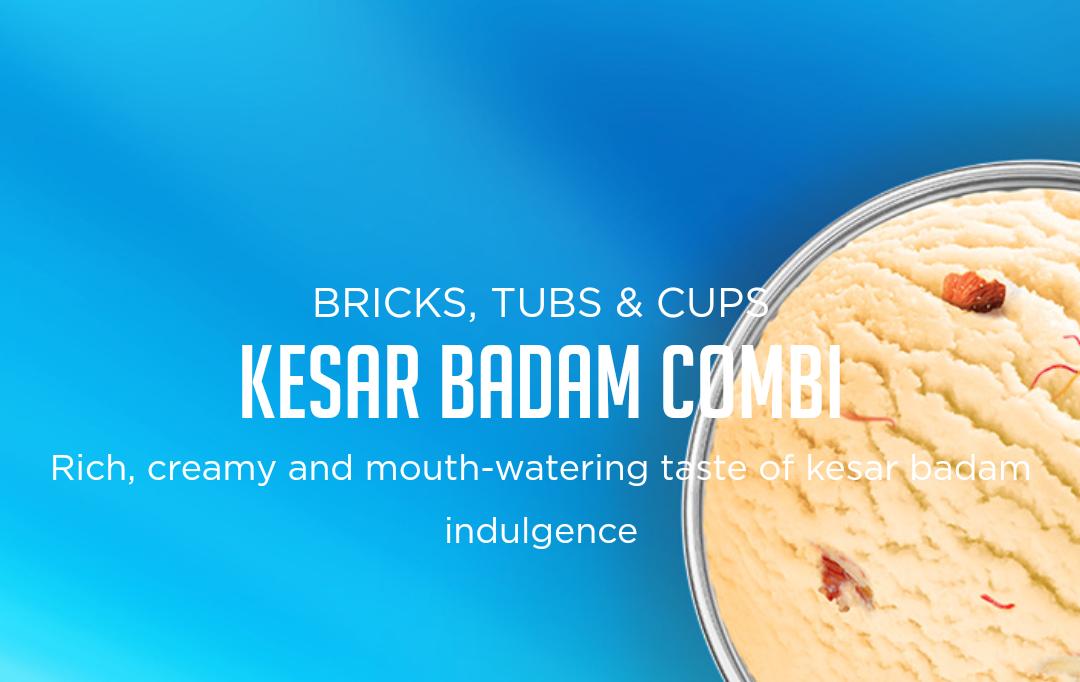 BRICKS, TUBS & CUPS
KESAR BADAM COMBI
Rich, creamy and mouth-watering taste of kesar badam
indulgence